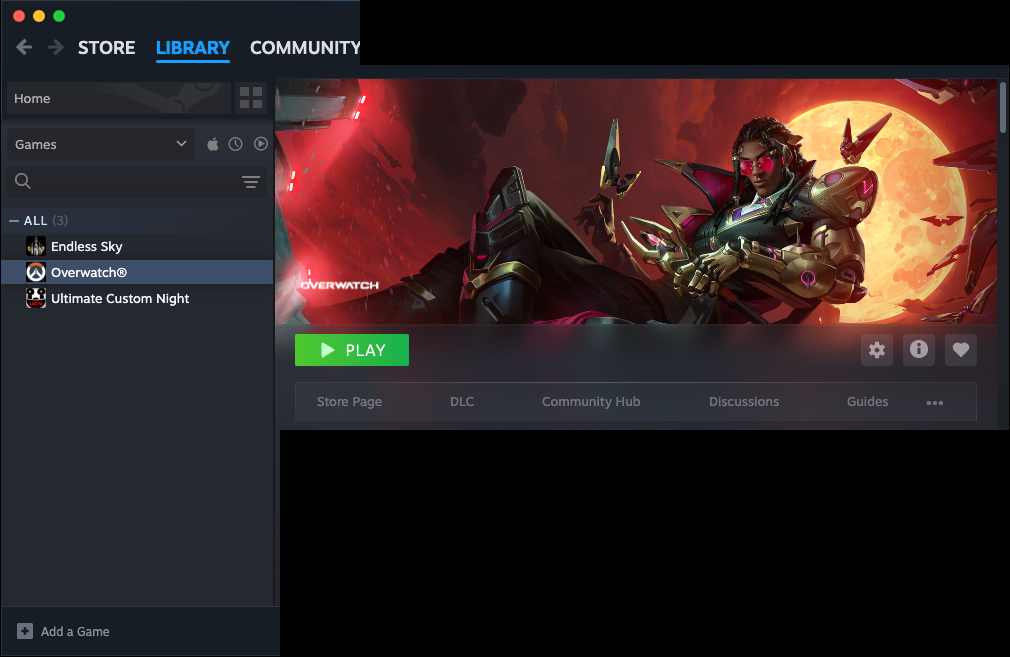 STORE LIBRARY COMMUNITY
Home
Games
ALL (3)
Endless Sky
Overwatch®
Ultimate Custom Night
OVERWATCH
PLAY
Store Page DLC Community Hub Discussions Guides
Add a Game